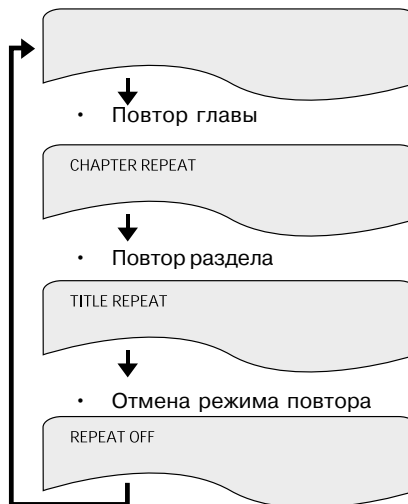 · Повтор главы
CHAPTER REPEAT
· Повтор раздела
TITLE REPEAT
· Отмена режима повтора
REPEAT OFF